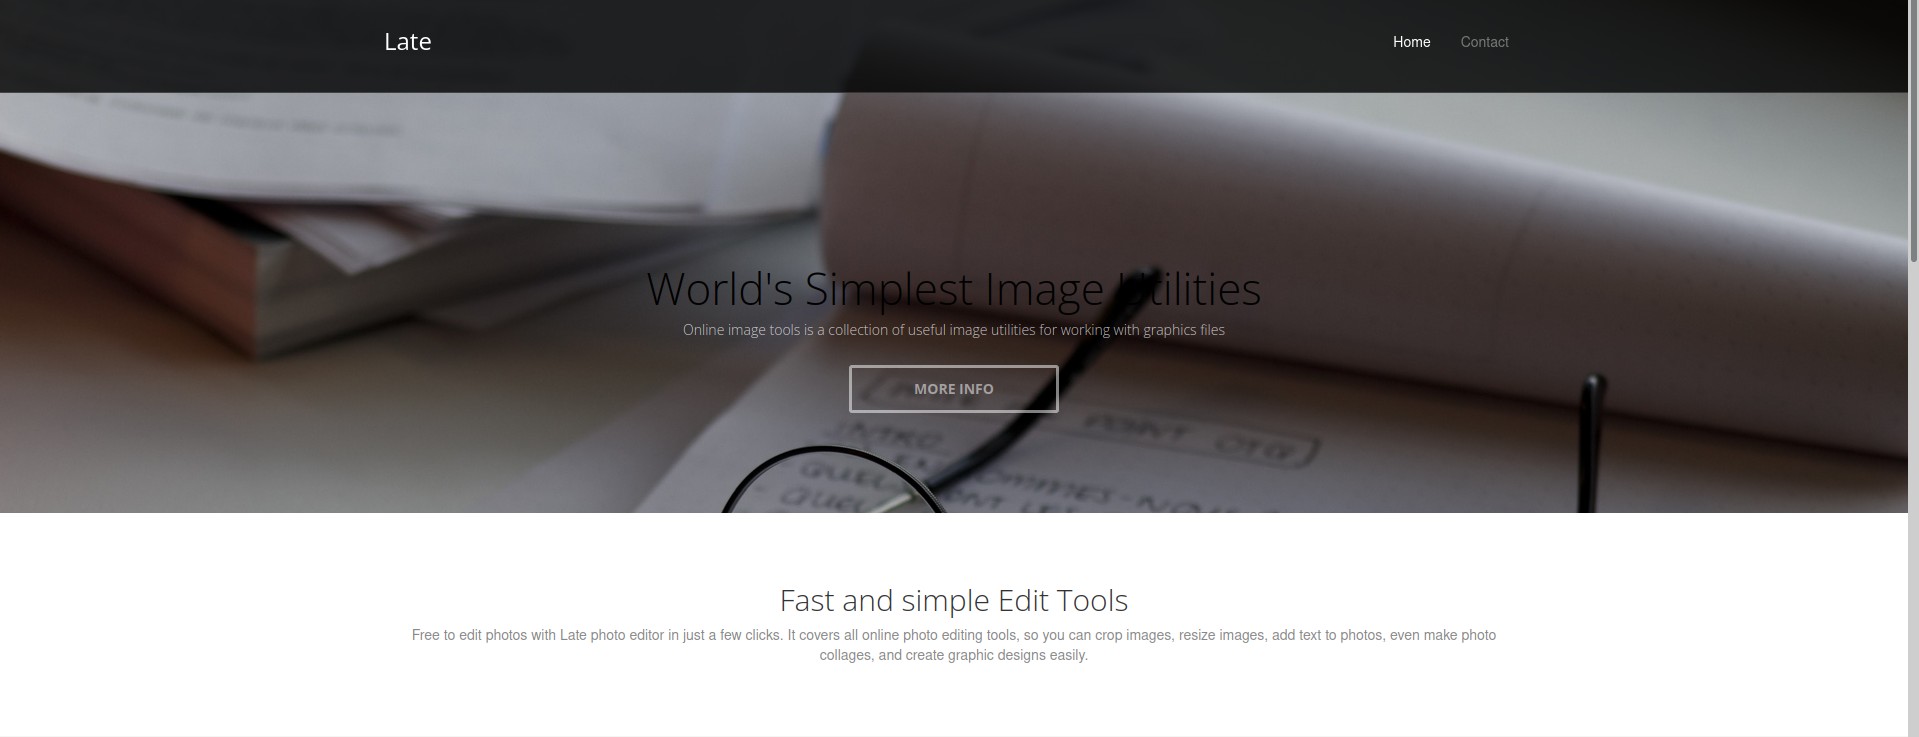 Late
Home Contact
World's Simplest Image Utilities
Online image tools is a collection of useful image utilities for working with graphics files
MORE INFO
POINT
INTRO
Fast and simple Edit Tools
Free to edit photos with Late photo editor in just a few clicks. It covers all online photo editing tools, so you can crop images, resize images, add text to photos, even make photo
collages, and create graphic designs easily.